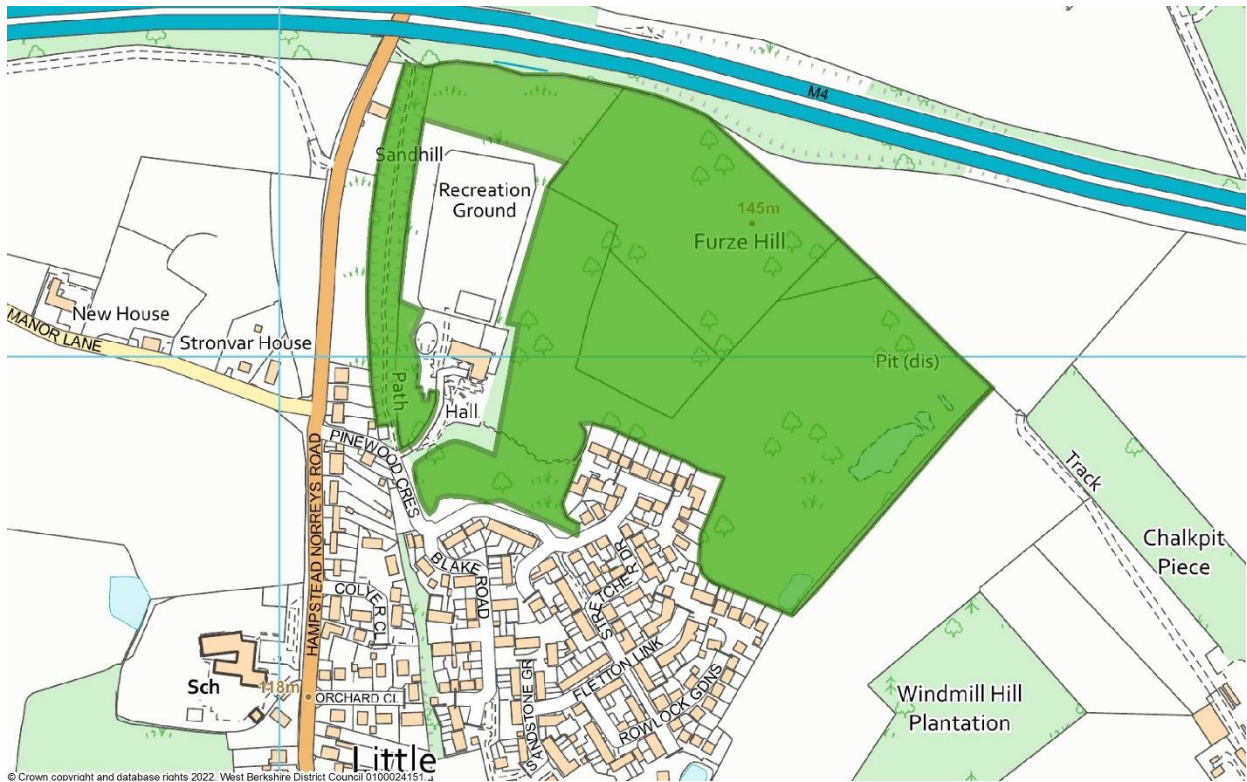 M4
Sandhill
Recreation
Ground
145m
Furze Hill
New House
MANOR LANE
Stronvar House
Pit (dis)
Path
Hall
PINEWOOD CRES
HAMPSTEAD NORREYS ROAD
Track
Chalkpit
Piece
BLAKE ROAD
STRETCHER DR
COLYER CL
FLETTON LINK
SANDSTONE GR
ROWLOCK GDNS
Sch
118m
ORCHARD CL
Windmill Hill
Plantation
Little
© Crown copyright and database rights 2022. West Berkshire District Council 0100024151.